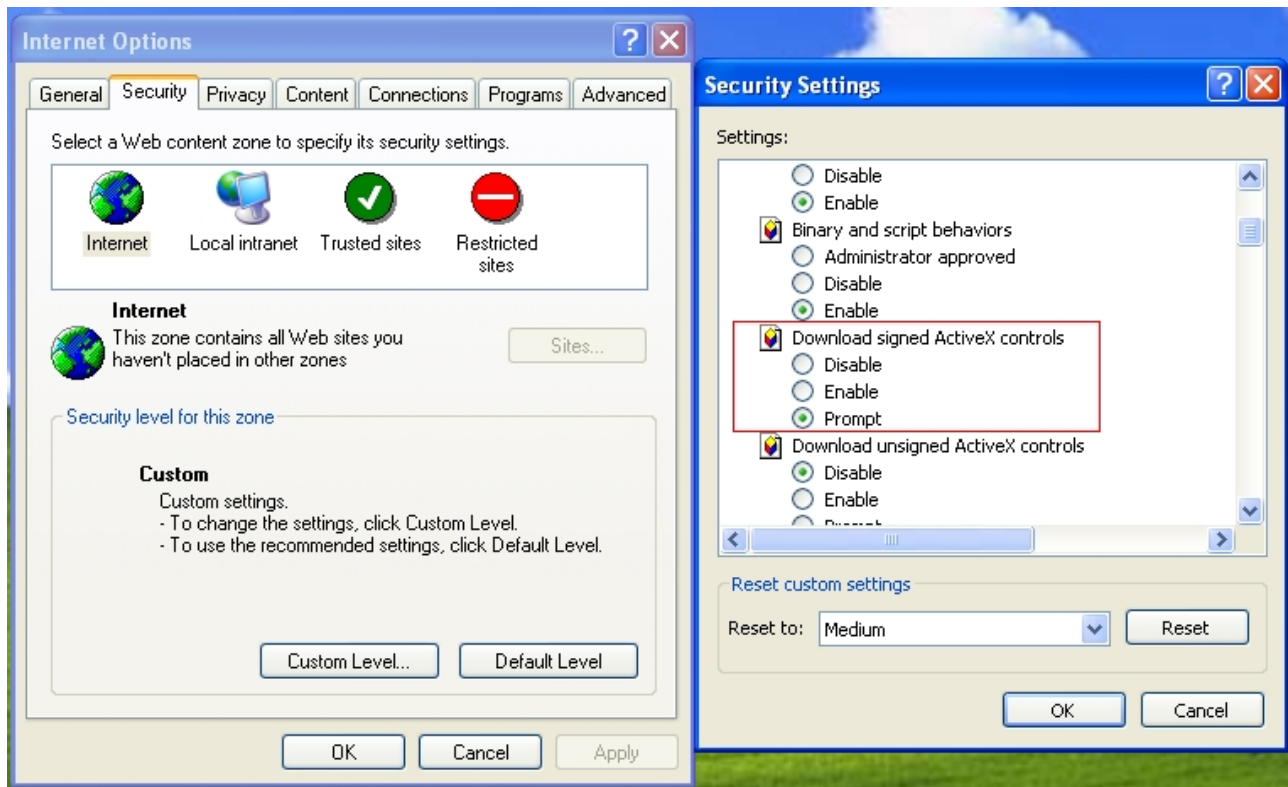 Internet Options
General Security Privacy Content Connections Programs Advanced
Select a Web content zone to specify its security settings.
Internet
Local intranet
Trusted sites
Restricted
sites
Internet
This zone contains all Web sites you
haven't placed in other zones
Sites...
Security level for this zone
Custom
Custom settings.
- To change the settings, click Custom Level.
- To use the recommended settings, click Default Level.
Custom Level... Default Level
OK Cancel Apply
Security Settings
Settings:
Disable
Enable
Binary and script behaviors
Administrator approved
Disable
Enable
Download signed ActiveX controls
Disable
Enable
Prompt
Download unsigned ActiveX controls
Disable
Enable
Reset custom settings
Reset to: Medium Reset
OK Cancel